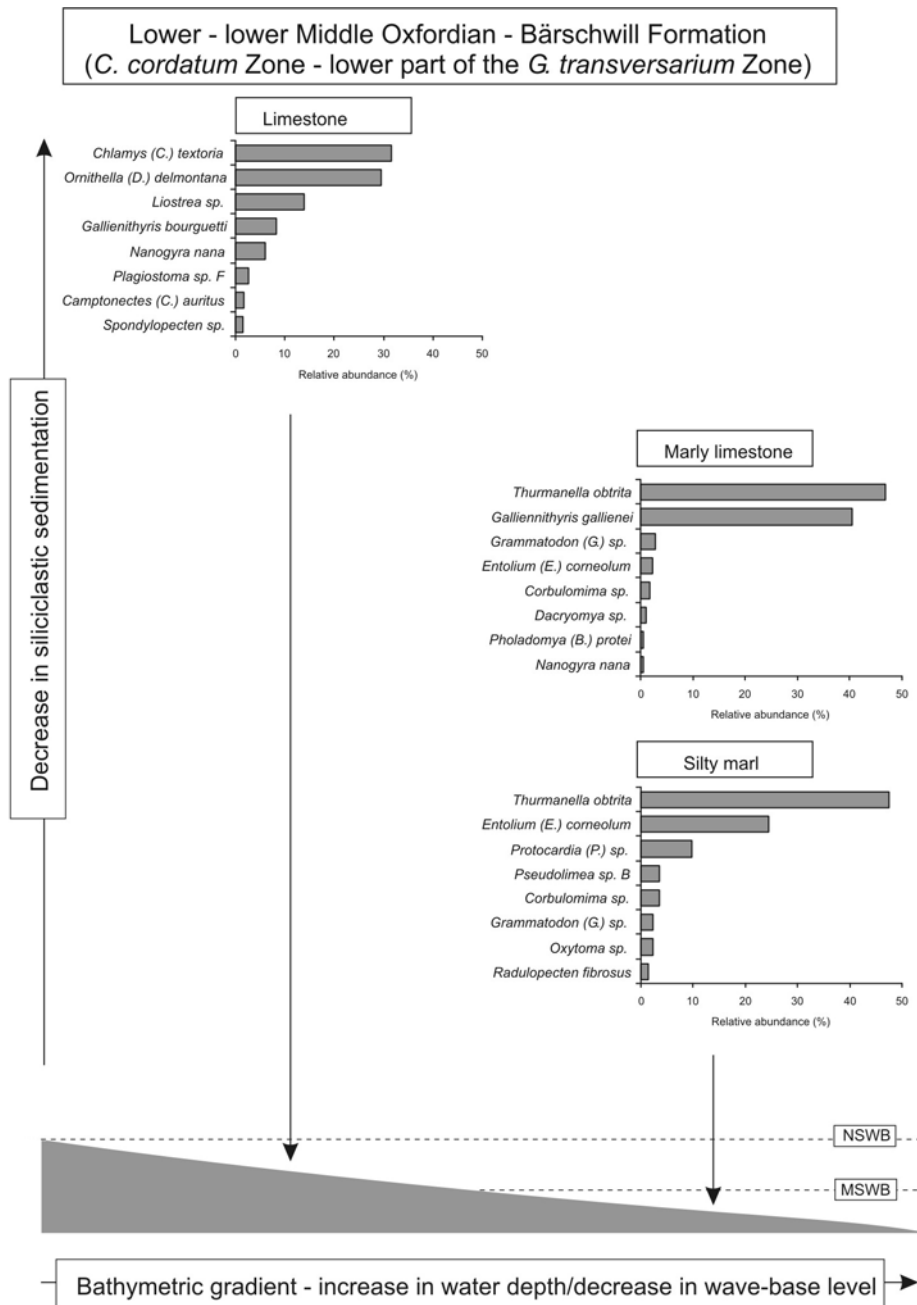 Lower - lower Middle Oxfordian - Bärschwill Formation
(C. cordatum Zone - lower part of the G. transversarium Zone)
Limestone
Chlamys (C.) textoria
Ornithella (D.) delmontana
Liostrea sp.
Gallienithyris bourguetti
Nanogyra nana
Plagiostoma sp. F
Camptonectes (C.) auritus
Spondylopecten sp.
0 10 20 30 40 50
Relative abundance (%)
Decrease in siliciclastic sedimentation
Marly limestone
Thurmanella obtrita
Galliennithyris gallienei
Grammatodon (G.) sp.
Entolium (E.) corneolum
Corbulomima sp.
Dacryomya sp.
Pholadomya (B.) protei
Nanogyra nana
0 10 20 30 40 50
Relative abundance (%)
Silty marl
Thurmanella obtrita
Entolium (E.) corneolum
Protocardia (P.) sp.
Pseudolimea sp. B
Corbulomima sp.
Grammatodon (G.) sp.
Oxytoma sp.
Radulopecten fibrosus
0 10 20 30 40 50
Relative abundance (%)
NSWB
MSWB
Bathymetric gradient - increase in water depth/decrease in wave-base level